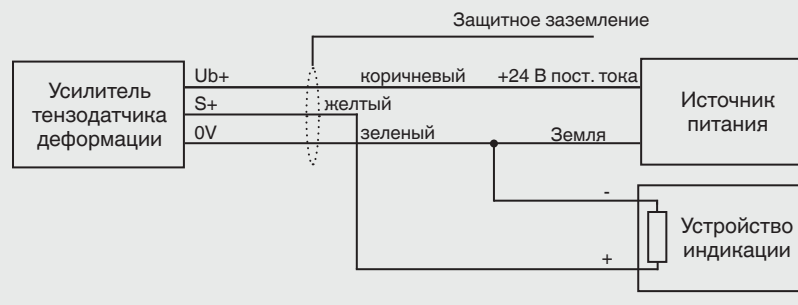 Защитное заземление
Усилитель
тензодатчика
деформации
Ub+
коричневый
+24 В пост. тока
S+
желтый
0V
зеленый
Земля
Источник
питания
-
+
Устройство
индикации